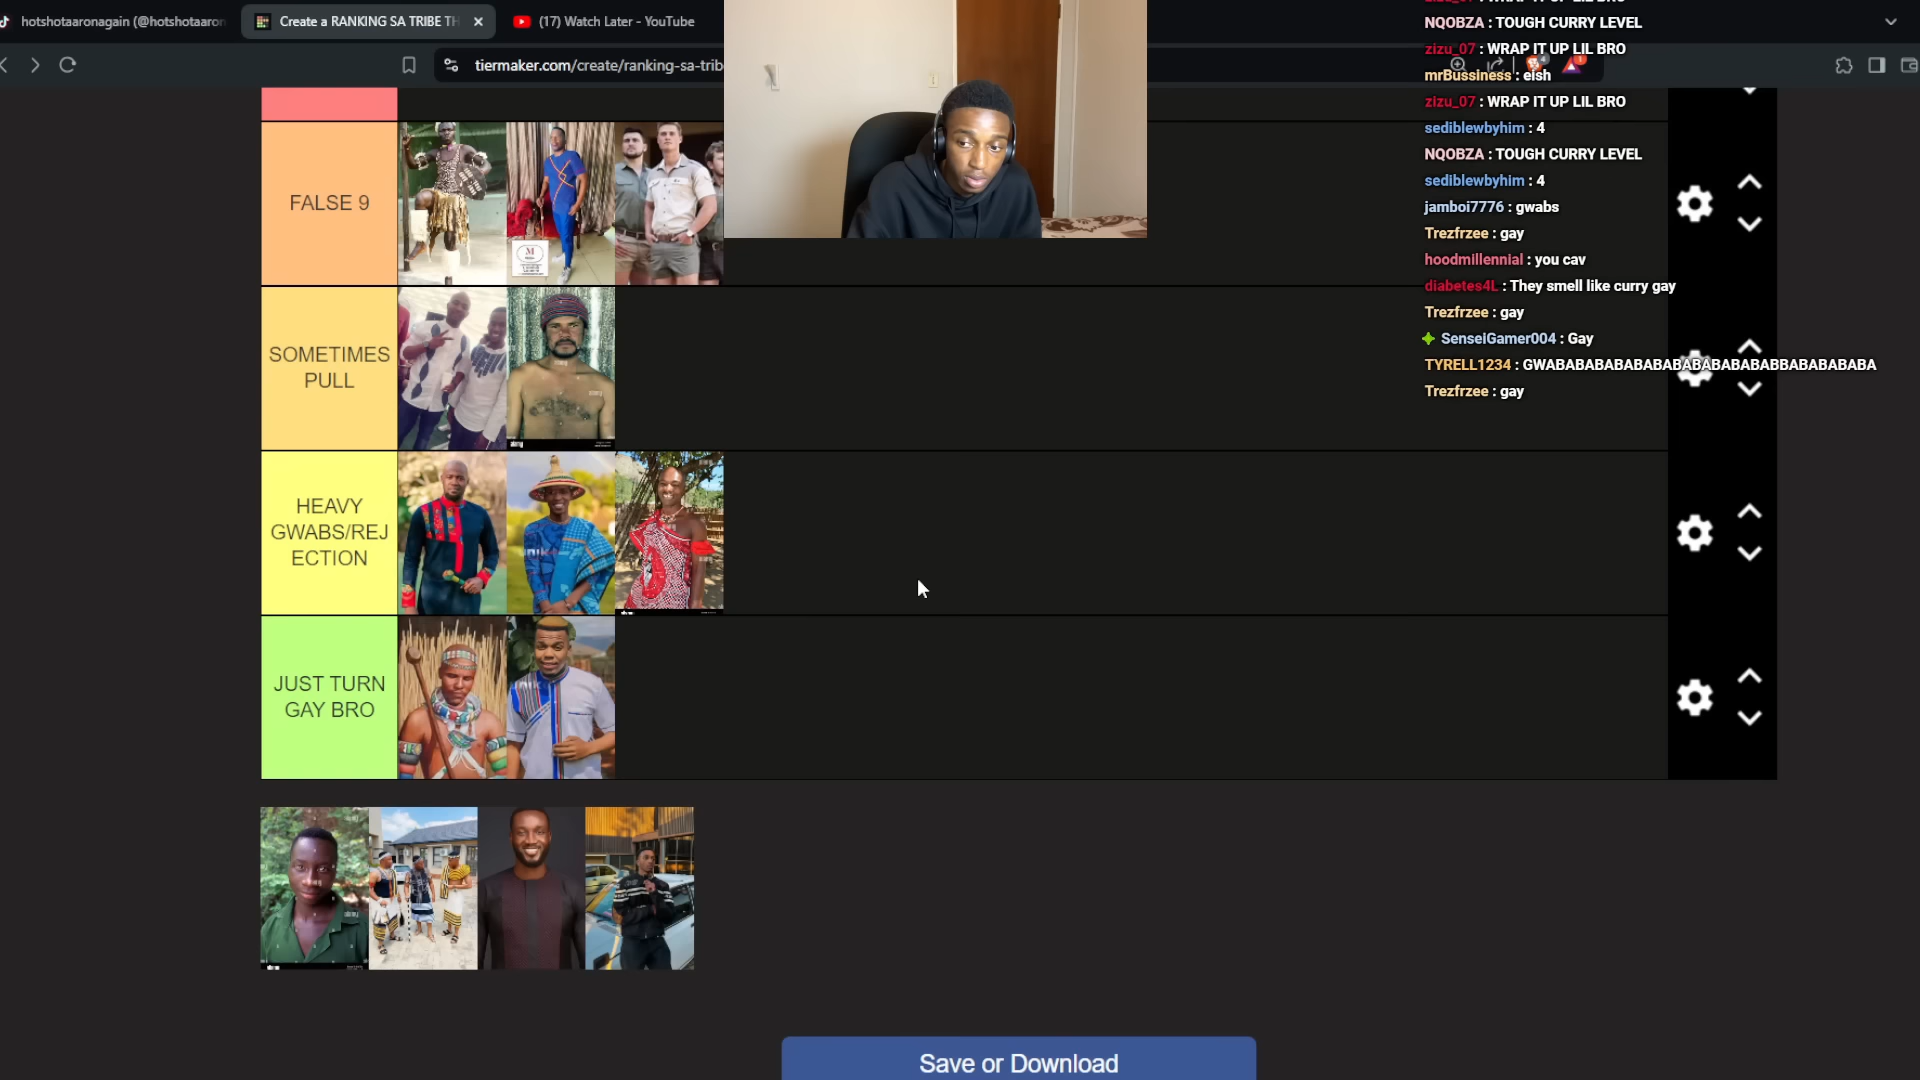 hotshotaaronagain (@hotshotaaron
Create a RANKING SA TRIBE TH
(17) Watch Later - YouTube
tiermaker.com/create/ranking-sa-trib
NQOBZA : TOUGH CURRY LEVEL
zizu_07 : WRAP IT UP LIL BRO
mrBussiness : eish
zizu_07 : WRAP IT UP LIL BRO
sediblewbyhim : 4
NQOBZA : TOUGH CURRY LEVEL
sediblewbyhim : 4
jamboi7776 : gwabs
Trezfrzee : gay
hoodmillennial : you cav
diabetes4L : They smell like curry gay
Trezfrzee : gay
SenseiGamer004 : Gay
TYRELL1234 : GWABABABABABABABABABABABABBABABABABA
Trezfrzee : gay
FALSE 9
SOMETIMES
PULL
HEAVY
GWABS/REJ
ECTION
JUST TURN
GAY BRO
Save or Download